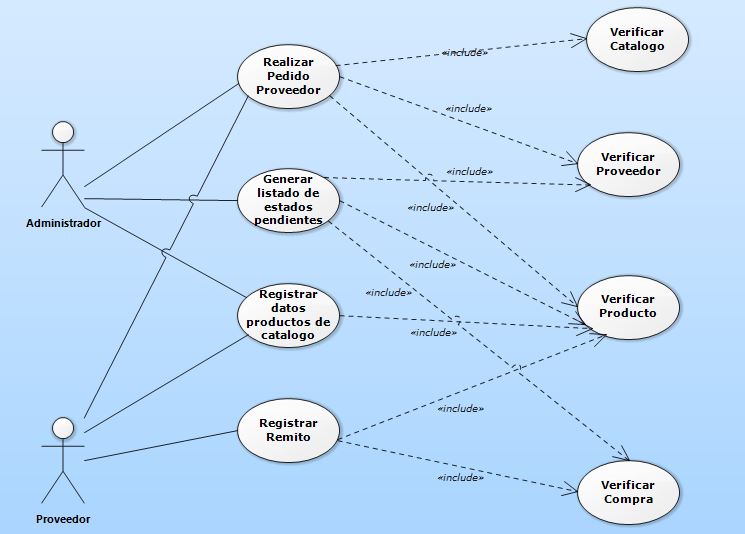 Verificar
Catalogo
Realizar
Pedido
Proveedor
«include»
«include»
Verificar
Proveedor
«include»
Generar
listado de
estados
pendientes
«include»
Administrador
«include»
Registrar
datos
productos de
catalogo
«include»
Verificar
Producto
«include»
Registrar
Remito
«include»
«include»
Verificar
Compra
Proveedor